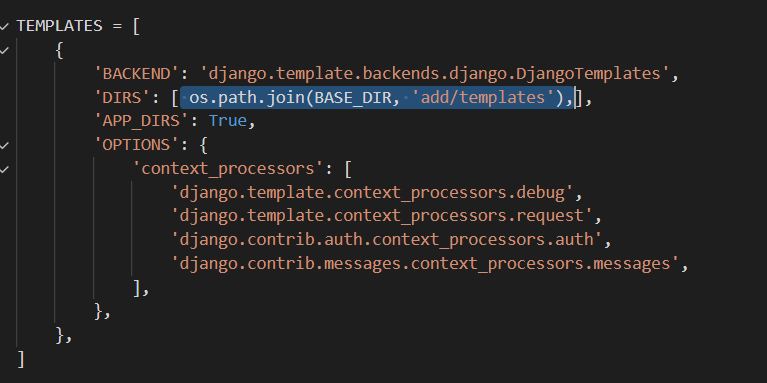 TEMPLATES = [
    {
        'BACKEND': 'django.template.backends.django.DjangoTemplates',
        'DIRS': [ os.path.join(BASE_DIR, 'add/templates'),],
        'APP_DIRS': True,
        'OPTIONS': {
            'context_processors': [
                'django.template.context_processors.debug',
                'django.template.context_processors.request',
                'django.contrib.auth.context_processors.auth',
                'django.contrib.messages.context_processors.messages',
            ],
        },
    },
]